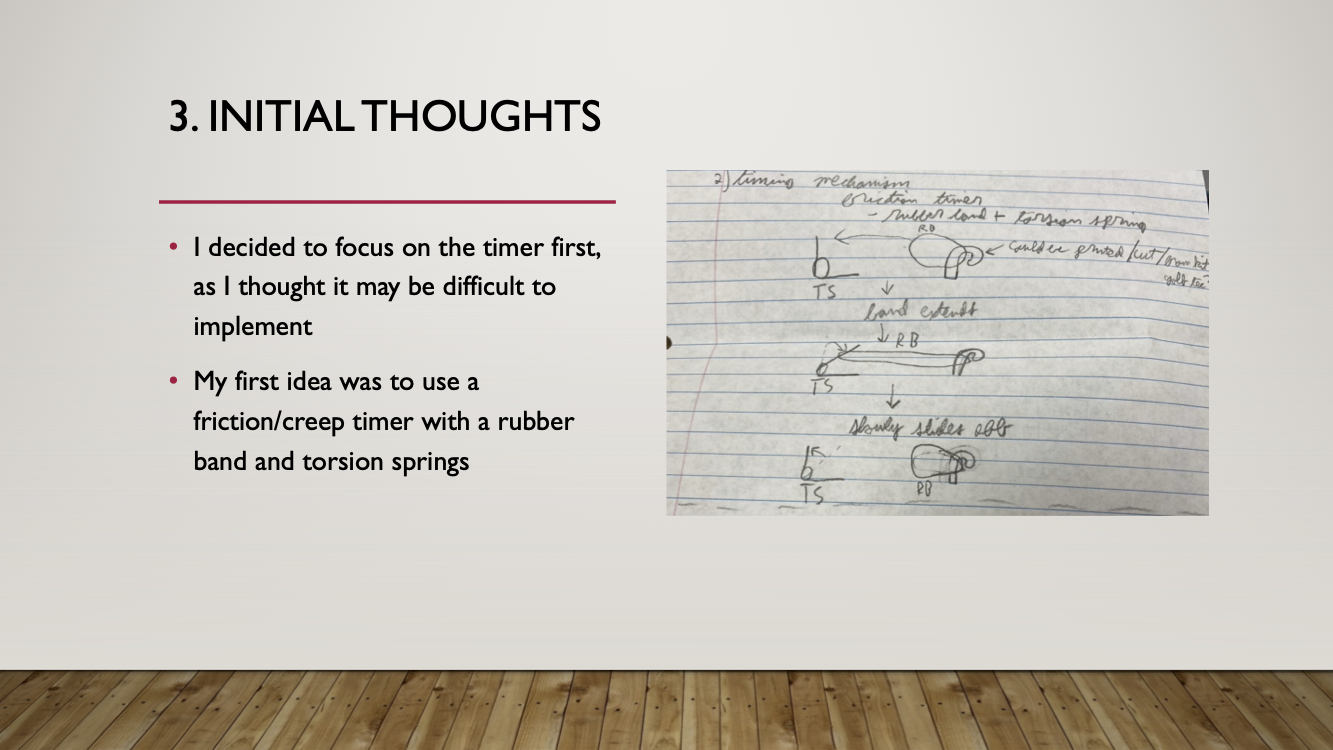 3. INITIAL THOUGHTS
• I decided to focus on the timer first,
as I thought it may be difficult to
implement
• My first idea was to use a
friction/creep timer with a rubber
band and torsion springs
2) timing mechanism
friction timer
- rubber band + torsion spring
RB
could be printed/cut/from kit
golf tee
TS
band extends
RB
TS
slowly slides off
TS
RB